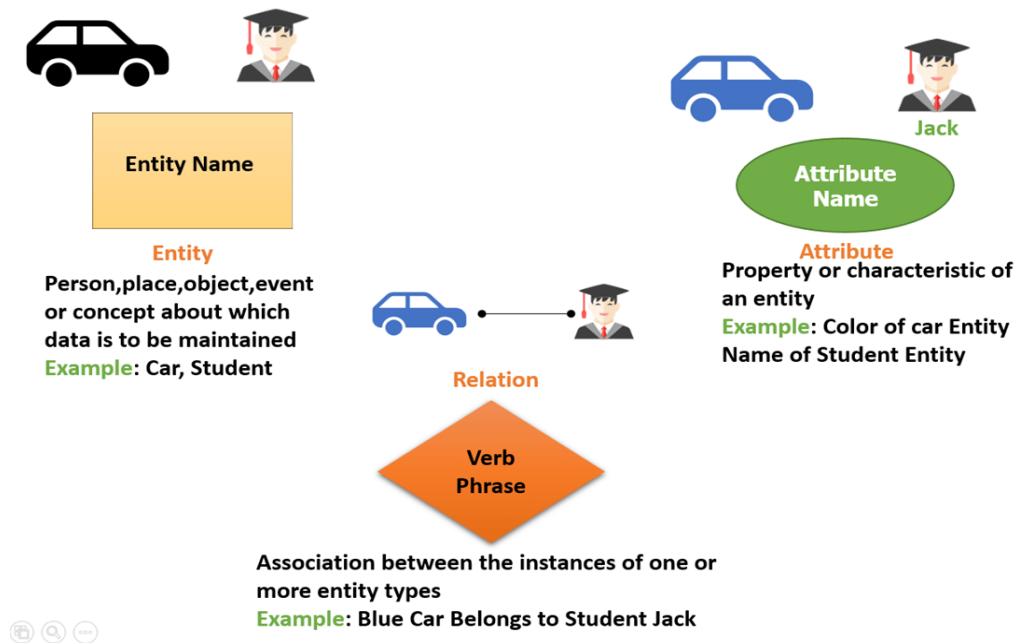 Entity Name
Entity
Person,place,object,event
or concept about which
data is to be maintained
Example: Car, Student
Jack
Attribute
Name
Attribute
Property or characteristic of
an entity
Example: Color of car Entity
Name of Student Entity
Relation
Verb
Phrase
Association between the instances of one or
more entity types
Example: Blue Car Belongs to Student Jack